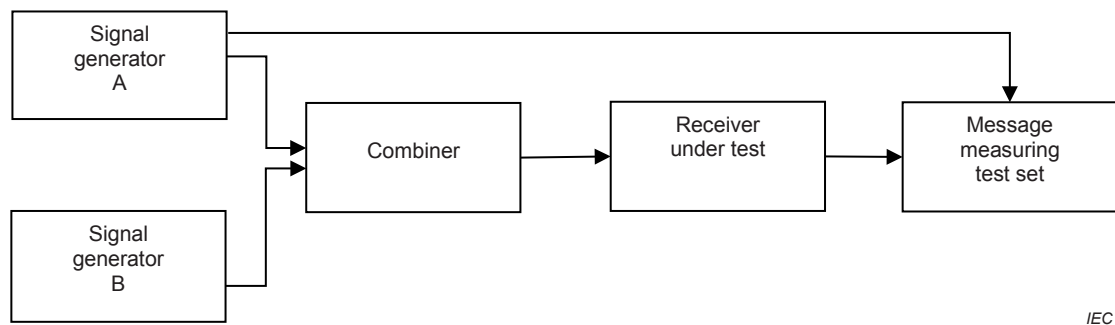 Signal
generator
A
Combiner
Receiver
under test
Message
measuring
test set
Signal
generator
B
IEC